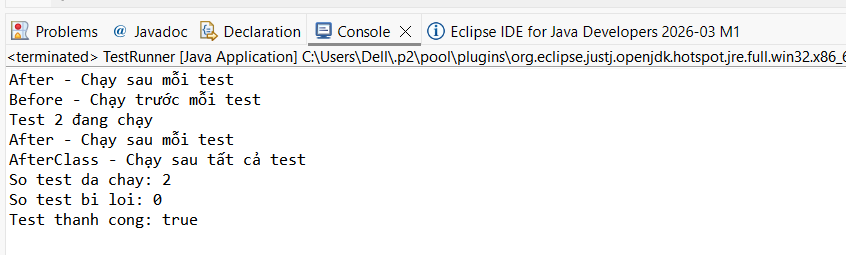 Problems @ Javadoc Declaration Console Eclipse IDE for Java Developers 2026-03 M1
<terminated> TestRunner [Java Application] C:\Users\Dell\.p2\pool\plugins\org.eclipse.justj.openjdk.hotspot.jre.full.win32.x86_6
After - Chạy sau mỗi test
Before - Chạy trước mỗi test
Test 2 đang chạy
After - Chạy sau mỗi test
AfterClass - Chạy sau tất cả test
So test da chay: 2
So test bi loi: 0
Test thanh cong: true